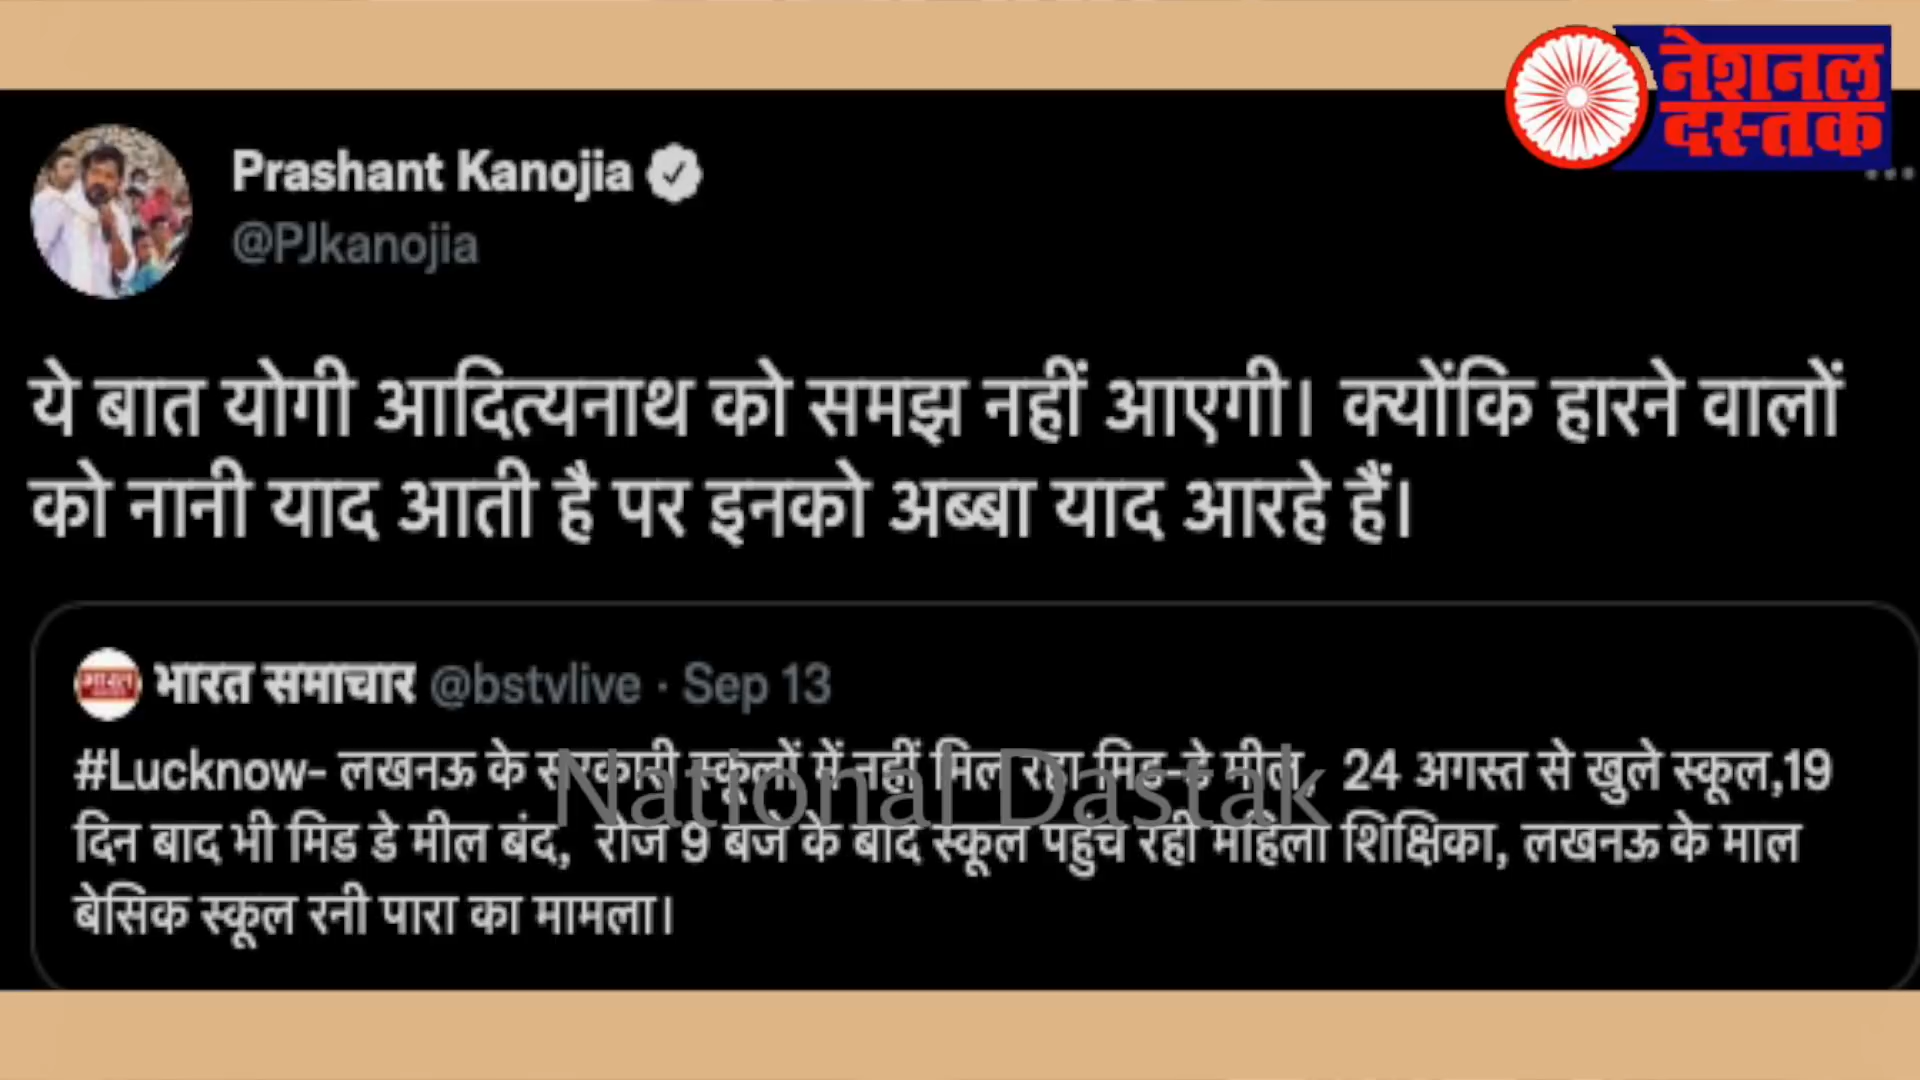 नेशनल
दस्तक
Prashant Kanojia
@PJkanojia
ये बात योगी आदित्यनाथ को समझ नहीं आएगी। क्योंकि हारने वालों
को नानी याद आती है पर इनको अब्बा याद आरहे हैं।
भारत
भारत समाचार @bstvlive · Sep 13
#Lucknow- लखनऊ के सरकारी स्कूलों में नहीं मिल रहा मिड-डे मील, 24 अगस्त से खुले स्कूल,19
National Dastak
दिन बाद भी मिड डे मील बंद, रोज 9 बजे के बाद स्कूल पहुंच रही महिला शिक्षिका, लखनऊ के माल
बेसिक स्कूल रनी पारा का मामला।